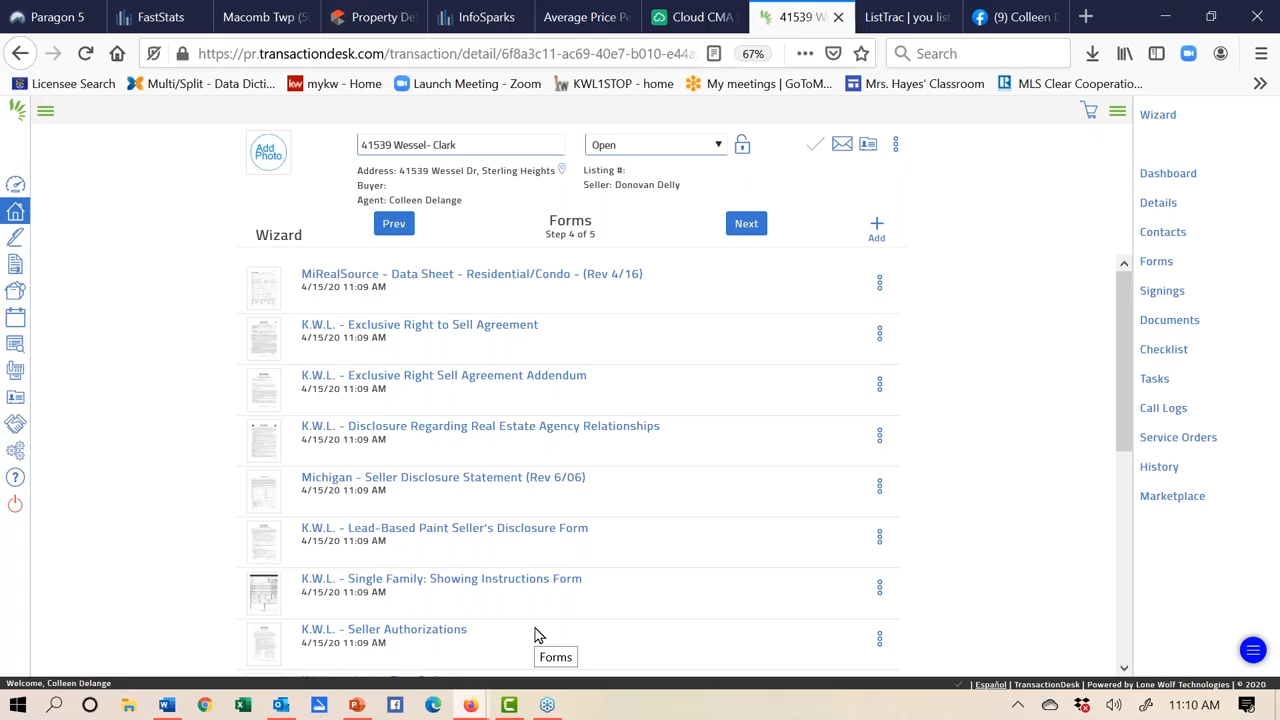 Paragon 5
FastStats
Macomb Twp (5
Property Det
InfoSparks
Average Price Pe
Cloud CMA
41539 W
ListTrac | you list
(9) Colleen D
https://pr.transactiondesk.com/transaction/detail/6f8a3c11-ac69-40e7-b010-e44a
67%
Search
Licensee Search
Multi/Split - Data Dicti...
mykw - Home
Launch Meeting - Zoom
KWL1STOP - home
My meetings | GoToM...
Mrs. Hayes' Classroom
MLS Clear Cooperatio...
Add Photo
41539 Wessel- Clark
Open
Address: 41539 Wessel Dr, Sterling Heights
Listing #:
Buyer:
Seller: Donovan Delly
Agent: Colleen Delange
Wizard
Prev
Forms
Step 4 of 5
Next
Add
MiRealSource - Data Sheet - Residential/Condo - (Rev 4/16)
4/15/20 11:09 AM
K.W.L. - Exclusive Right to Sell Agreement
4/15/20 11:09 AM
K.W.L. - Exclusive Right Sell Agreement Addendum
4/15/20 11:09 AM
K.W.L. - Disclosure Regarding Real Estate Agency Relationships
4/15/20 11:09 AM
Michigan - Seller Disclosure Statement (Rev 6/06)
4/15/20 11:09 AM
K.W.L. - Lead-Based Paint Seller's Disclosure Form
4/15/20 11:09 AM
K.W.L. - Single Family: Showing Instructions Form
4/15/20 11:09 AM
K.W.L. - Seller Authorizations
4/15/20 11:09 AM
Forms
Wizard
Dashboard
Details
Contacts
Forms
Signings
Documents
Checklist
Tasks
Call Logs
Service Orders
History
Marketplace
Welcome, Colleen Delange
Español | TransactionDesk | Powered by Lone Wolf Technologies | © 2020
11:10 AM